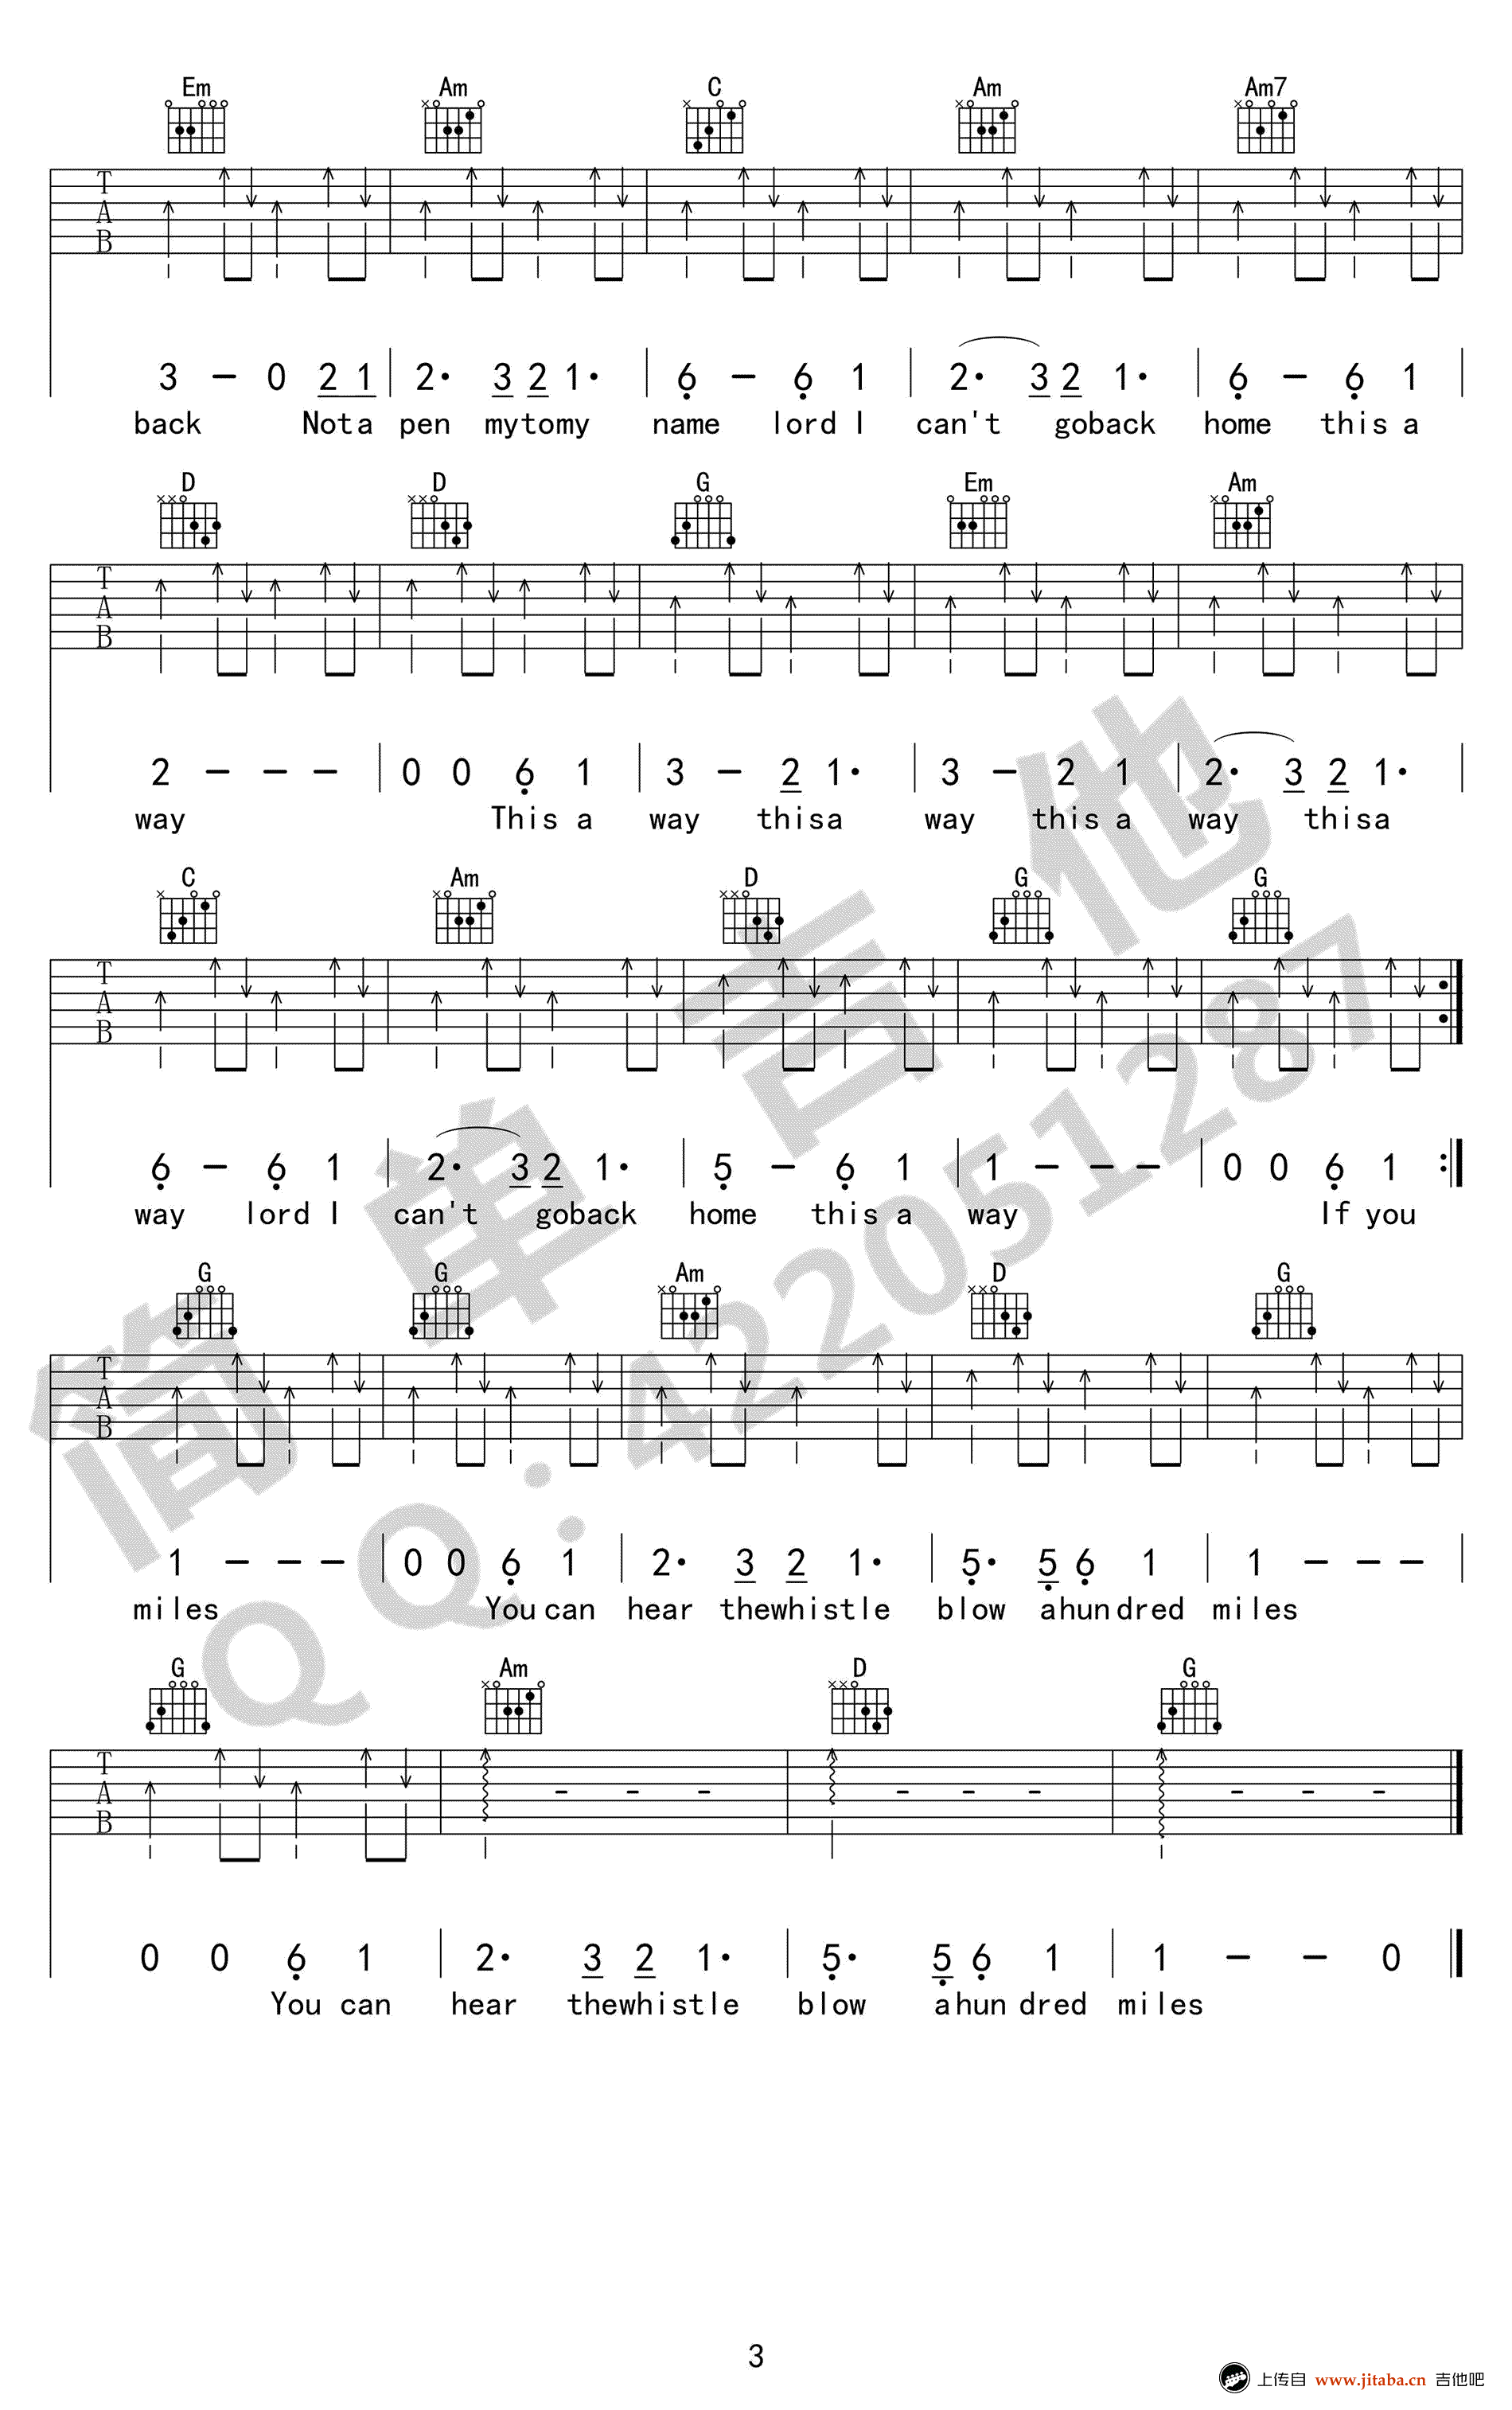 Em Am C Am Am7
T
A
B
3 – 0 2 1 2· 3 2 1· 6 – 6 1 2· 3 2 1· 6 – 6 1
back Nota pen mytomy name lord I can't goback home this a
D D G Em Am
T
A
B
2 – – – 0 0 6 1 3 – 2 1· 3 – 2 1 2· 3 2 1·
way This a way thisa way this a way thisa
C Am D G G
T
A
B
6 – 6 1 2· 3 2 1· 5 – 6 1 1 – – – 0 0 6 1
way lord I can't goback home this a way If you
G G Am D G
T
A
B
1 – – – 0 0 6 1 2· 3 2 1· 5· 5 6 1 1 – – –
miles You can hear thewhistle blow ahundred miles
G Am D G
T
A
B
0 0 6 1 2· 3 2 1· 5· 5 6 1 1 – – 0
You can hear thewhistle blow ahun dred miles
简单吉他
QQ:422051287
3
上传自 www.jitaba.cn 吉他吧